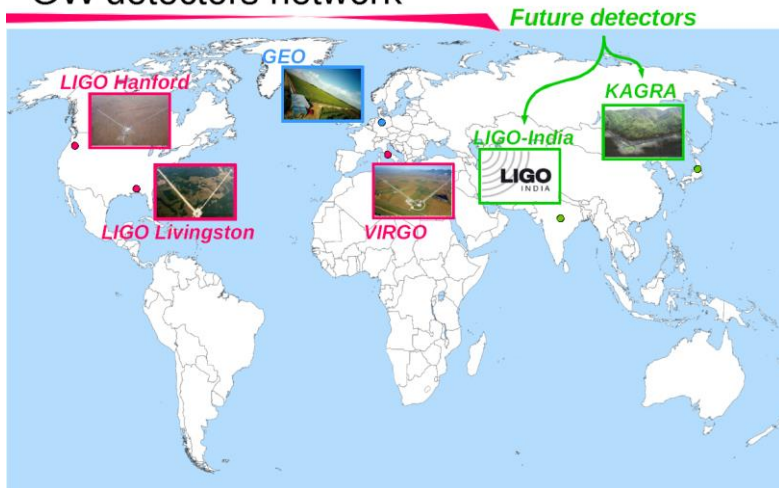 GW detectors network
Future detectors
GEO
LIGO Hanford
KAGRA
LIGO-India
LIGO
INDIA
LIGO Livingston
VIRGO